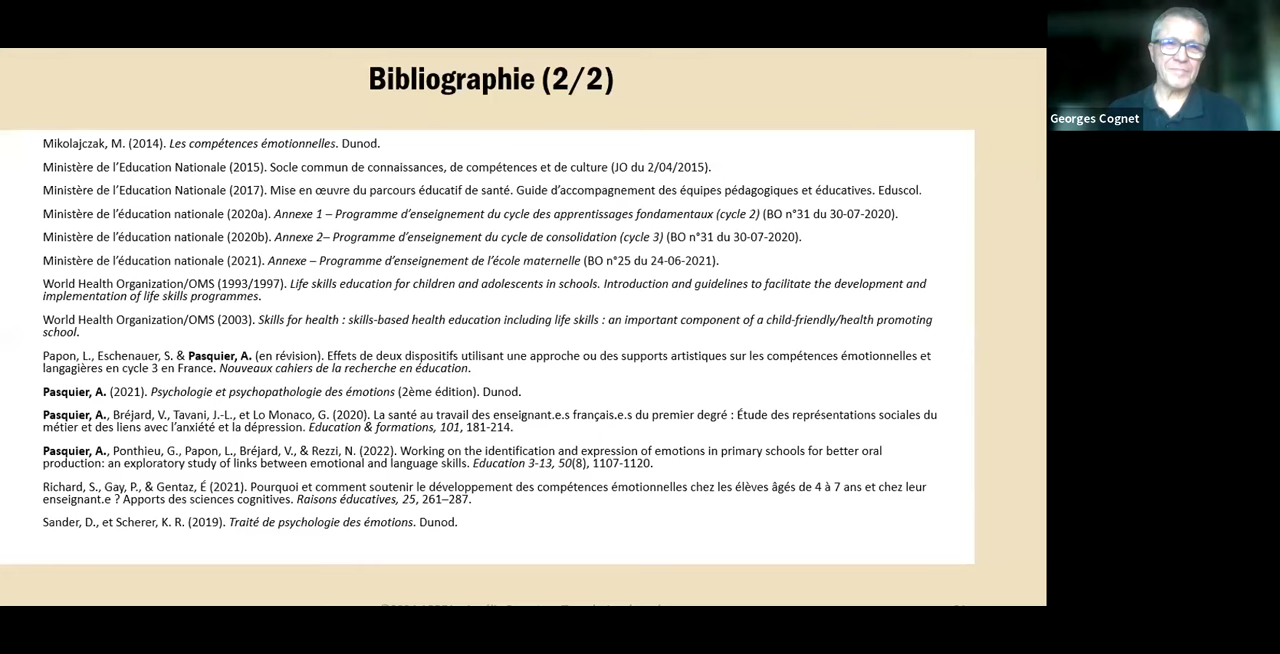 Bibliographie (2/2)
Georges Cognet
Mikolajczak, M. (2014). Les compétences émotionnelles. Dunod.
Ministère de l’Education Nationale (2015). Socle commun de connaissances, de compétences et de culture (JO du 2/04/2015).
Ministère de l’Education Nationale (2017). Mise en œuvre du parcours éducatif de santé. Guide d’accompagnement des équipes pédagogiques et éducatives. Eduscol.
Ministère de l’éducation nationale (2020a). Annexe 1 – Programme d’enseignement du cycle des apprentissages fondamentaux (cycle 2) (BO n°31 du 30-07-2020).
Ministère de l’éducation nationale (2020b). Annexe 2– Programme d’enseignement du cycle de consolidation (cycle 3) (BO n°31 du 30-07-2020).
Ministère de l’éducation nationale (2021). Annexe – Programme d’enseignement de l’école maternelle (BO n°25 du 24-06-2021).
World Health Organization/OMS (1993/1997). Life skills education for children and adolescents in schools. Introduction and guidelines to facilitate the development and
implementation of life skills programmes.
World Health Organization/OMS (2003). Skills for health : skills-based health education including life skills : an important component of a child-friendly/health promoting
school.
Papon, L., Eschenauer, S. & Pasquier, A. (en révision). Effets de deux dispositifs utilisant une approche ou des supports artistiques sur les compétences émotionnelles et
langagières en cycle 3 en France. Nouveaux cahiers de la recherche en éducation.
Pasquier, A. (2021). Psychologie et psychopathologie des émotions (2ème édition). Dunod.
Pasquier, A., Bréjard, V., Tavani, J.-L., et Lo Monaco, G. (2020). La santé au travail des enseignant.e.s français.e.s du premier degré : Étude des représentations sociales du
métier et des liens avec l’anxiété et la dépression. Education & formations, 101, 181-214.
Pasquier, A., Ponthieu, G., Papon, L., Bréjard, V., & Rezzi, N. (2022). Working on the identification and expression of emotions in primary schools for better oral
production: an exploratory study of links between emotional and language skills. Education 3-13, 50(8), 1107-1120.
Richard, S., Gay, P., & Gentaz, É (2021). Pourquoi et comment soutenir le développement des compétences émotionnelles chez les élèves âgés de 4 à 7 ans et chez leur
enseignant.e ? Apports des sciences cognitives. Raisons éducatives, 25, 261–287.
Sander, D., et Scherer, K. R. (2019). Traité de psychologie des émotions. Dunod.